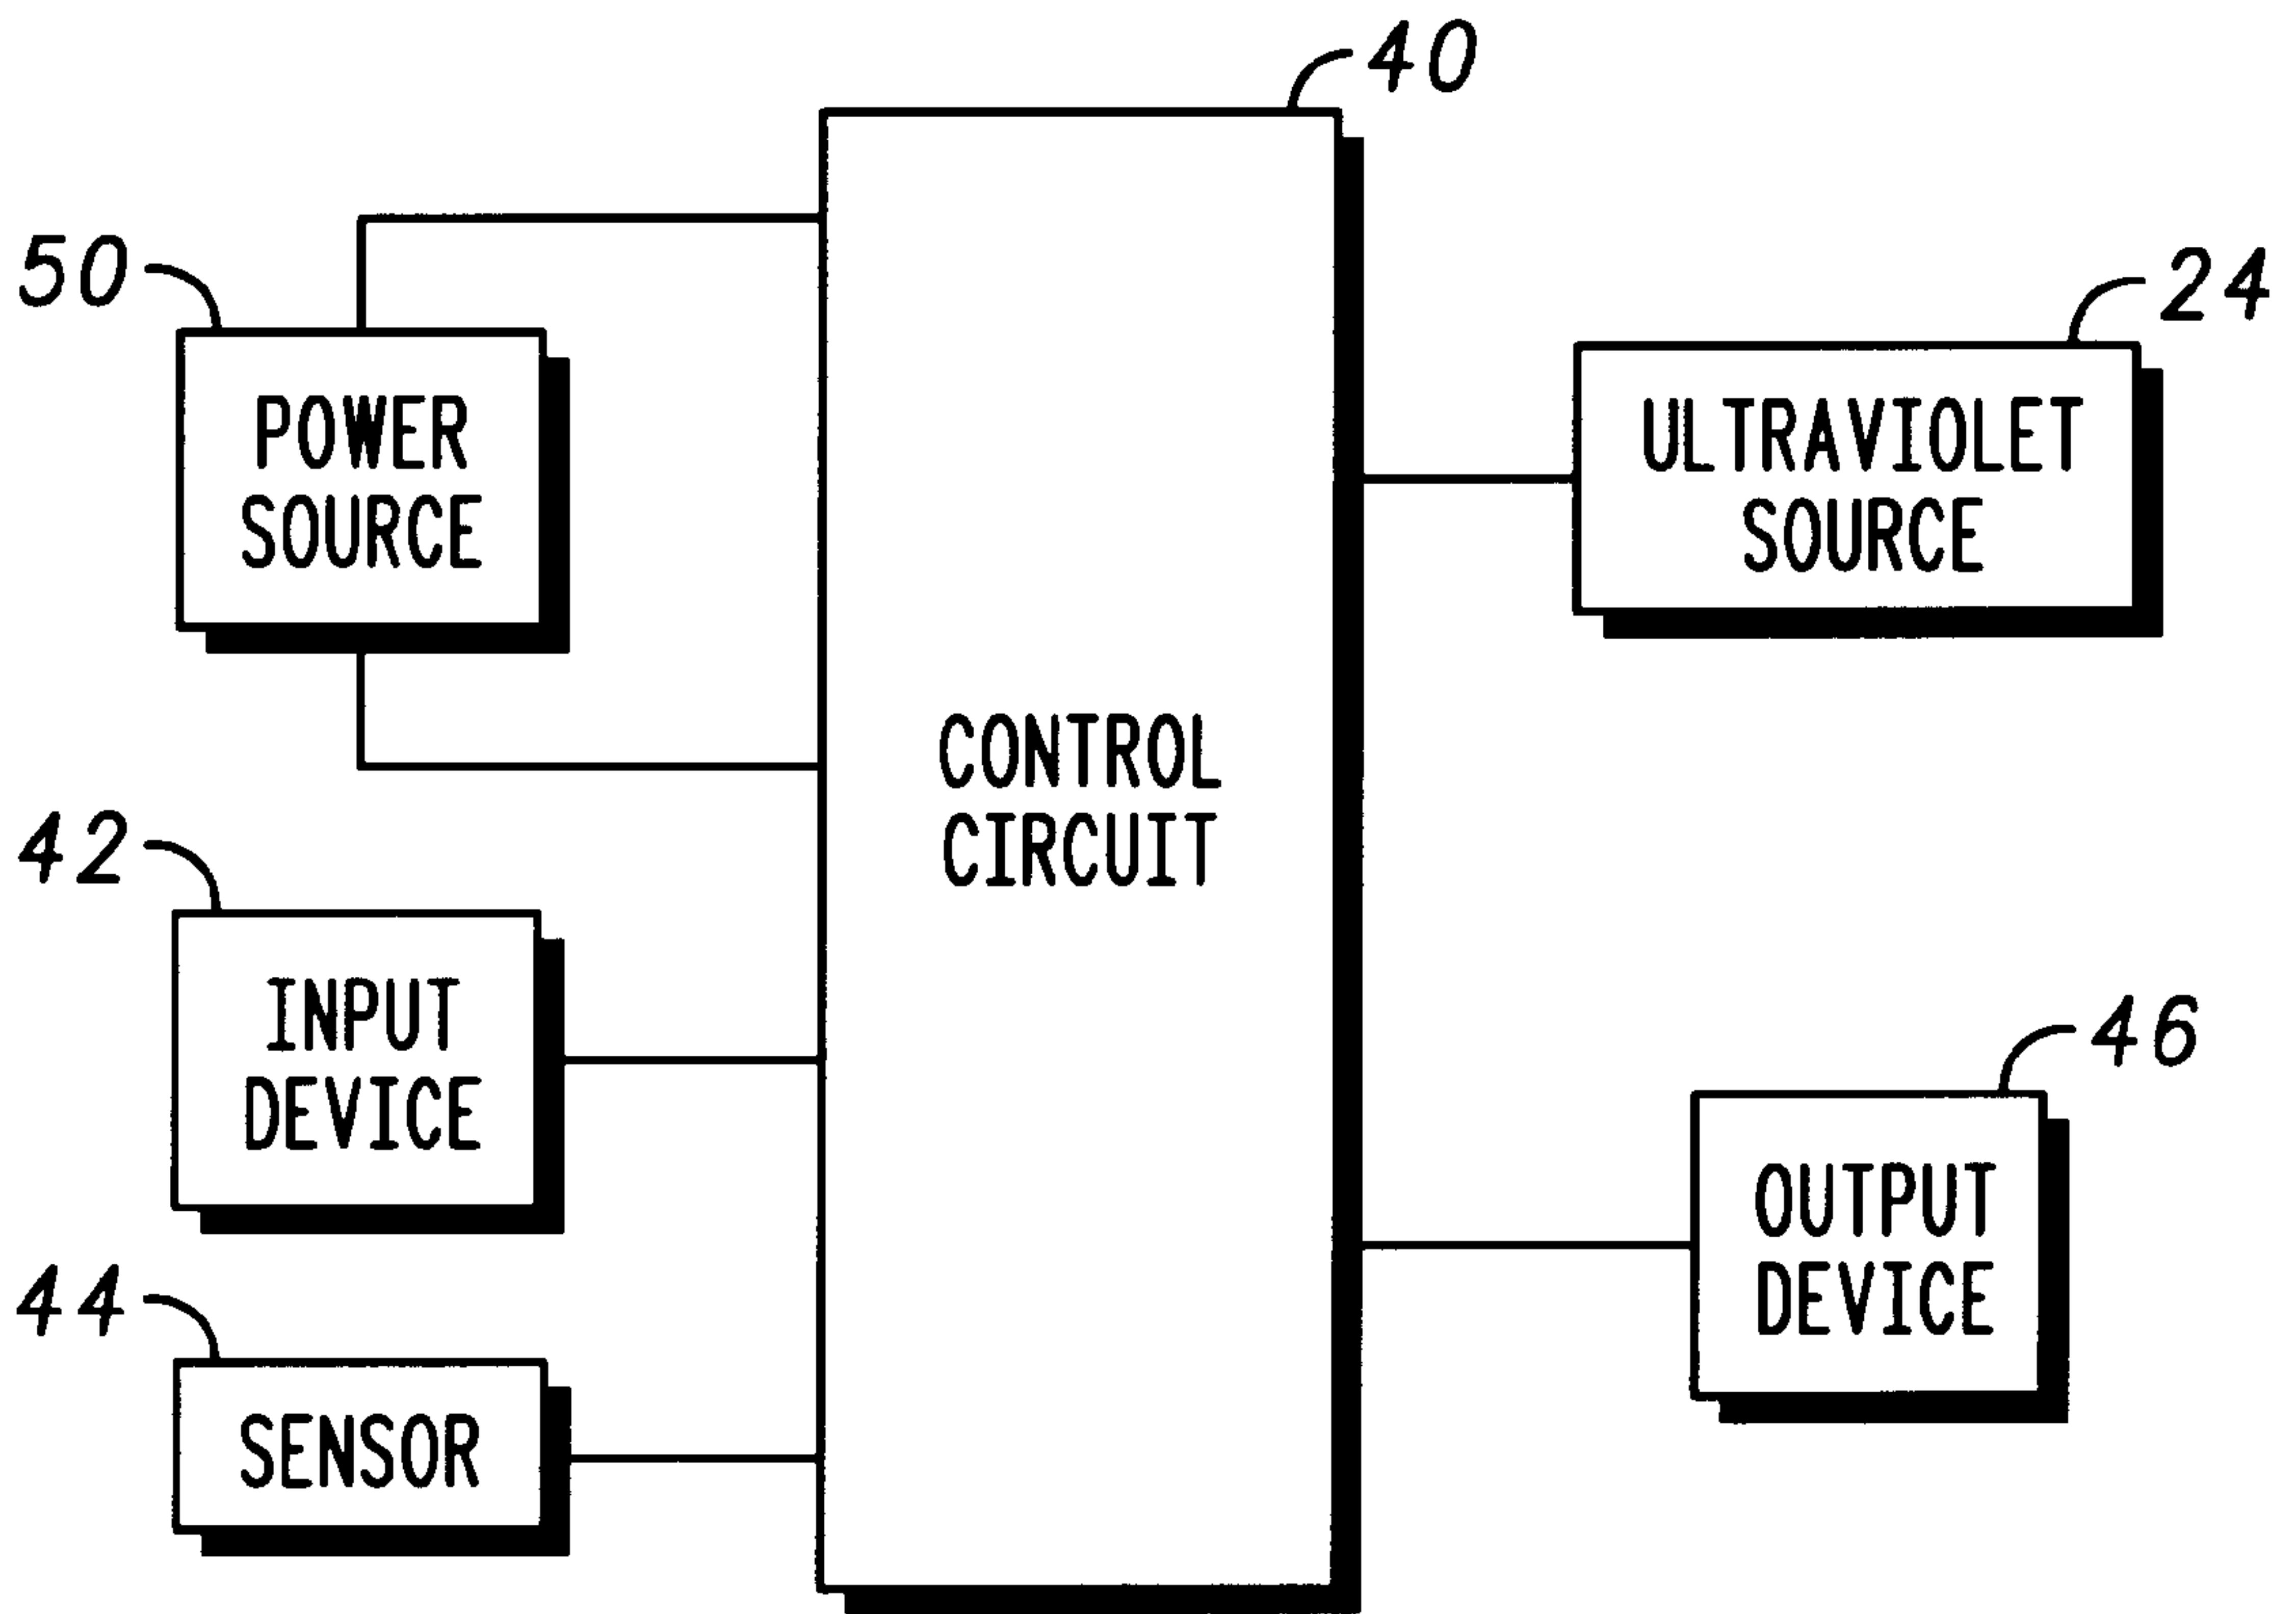 40
50
POWER
SOURCE
24
ULTRAVIOLET
SOURCE
CONTROL
CIRCUIT
42
INPUT
DEVICE
46
OUTPUT
DEVICE
44
SENSOR